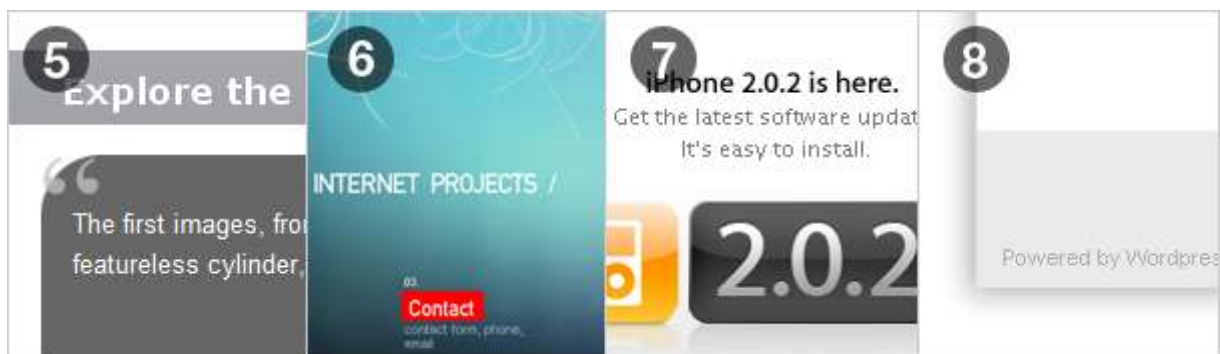 5
Explore the
“
The first images, fro
featureless cylinder,
6
INTERNET PROJECTS /
03.
Contact
contact form, phone,
email
7
iPhone 2.0.2 is here.
Get the latest software updat
It's easy to install.
2.0.2
8
Powered by Wordpres